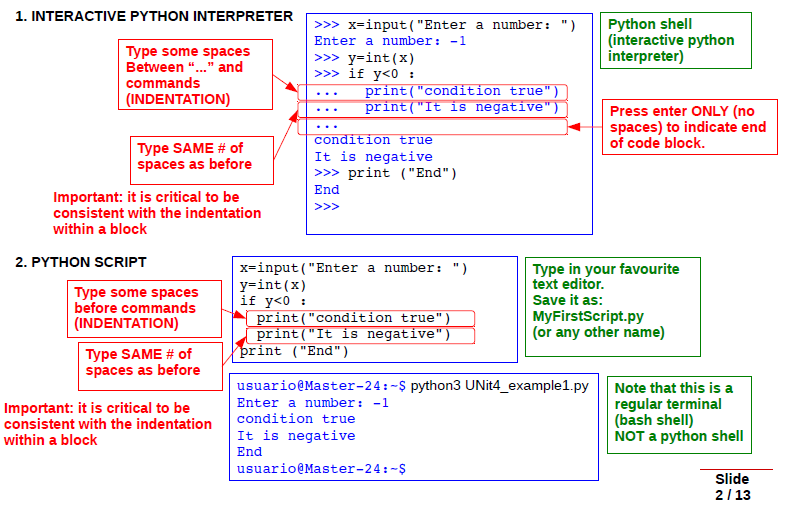 1. INTERACTIVE PYTHON INTERPRETER
>>> x=input("Enter a number: ")
Enter a number: -1
>>> y=int(x)
>>> if y<0 :
...   print("condition true")
...   print("It is negative")
...
condition true
It is negative
>>> print ("End")
End
>>>
Python shell
(interactive python
interpreter)
Type some spaces
Between “...” and
commands
(INDENTATION)
Press enter ONLY (no
spaces) to indicate end
of code block.
Type SAME # of
spaces as before
Important: it is critical to be
consistent with the indentation
within a block
2. PYTHON SCRIPT
x=input("Enter a number: ")
y=int(x)
if y<0 :
  print("condition true")
  print("It is negative")
print ("End")
Type in your favourite
text editor.
Save it as:
MyFirstScript.py
(or any other name)
Type some spaces
before commands
(INDENTATION)
Type SAME # of
spaces as before
Important: it is critical to be
consistent with the indentation
within a block
usuario@Master-24:~$ python3 UNit4_example1.py
Enter a number: -1
condition true
It is negative
End
usuario@Master-24:~$
Note that this is a
regular terminal
(bash shell)
NOT a python shell
Slide
2 / 13